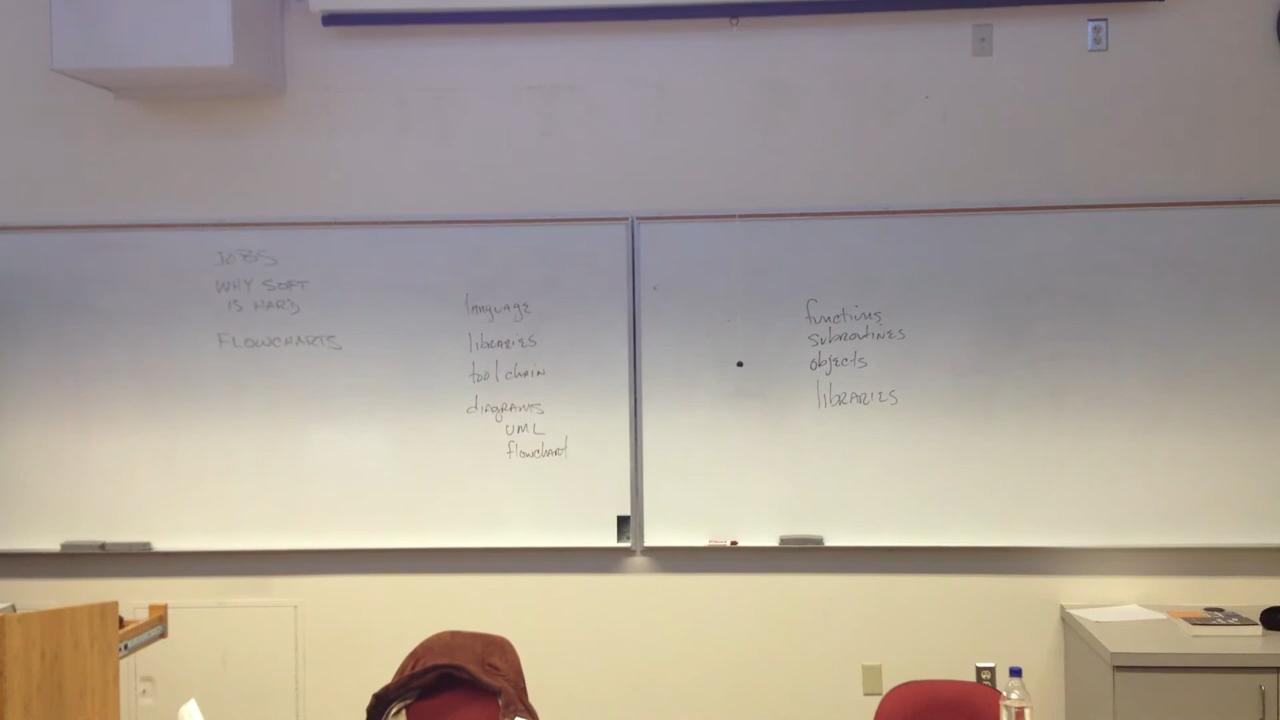 JOBS
WHY SOFT
IS HARD
FLOWCHARTS
language
libraries
tool chain
diagrams
UML
flowchart
functions
subroutines
objects
libraries